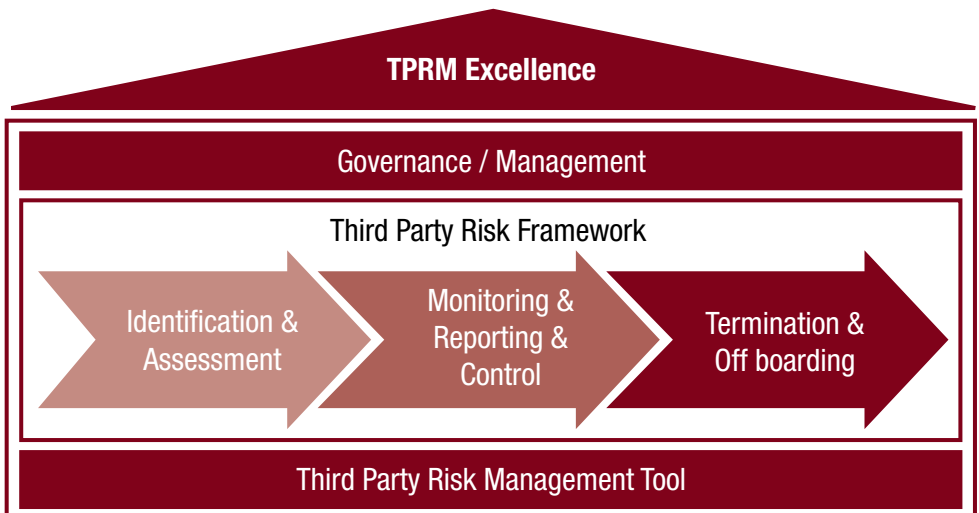 TPRM Excellence
Governance / Management
Third Party Risk Framework
Identification &
Assessment
Monitoring &
Reporting &
Control
Termination &
Off boarding
Third Party Risk Management Tool